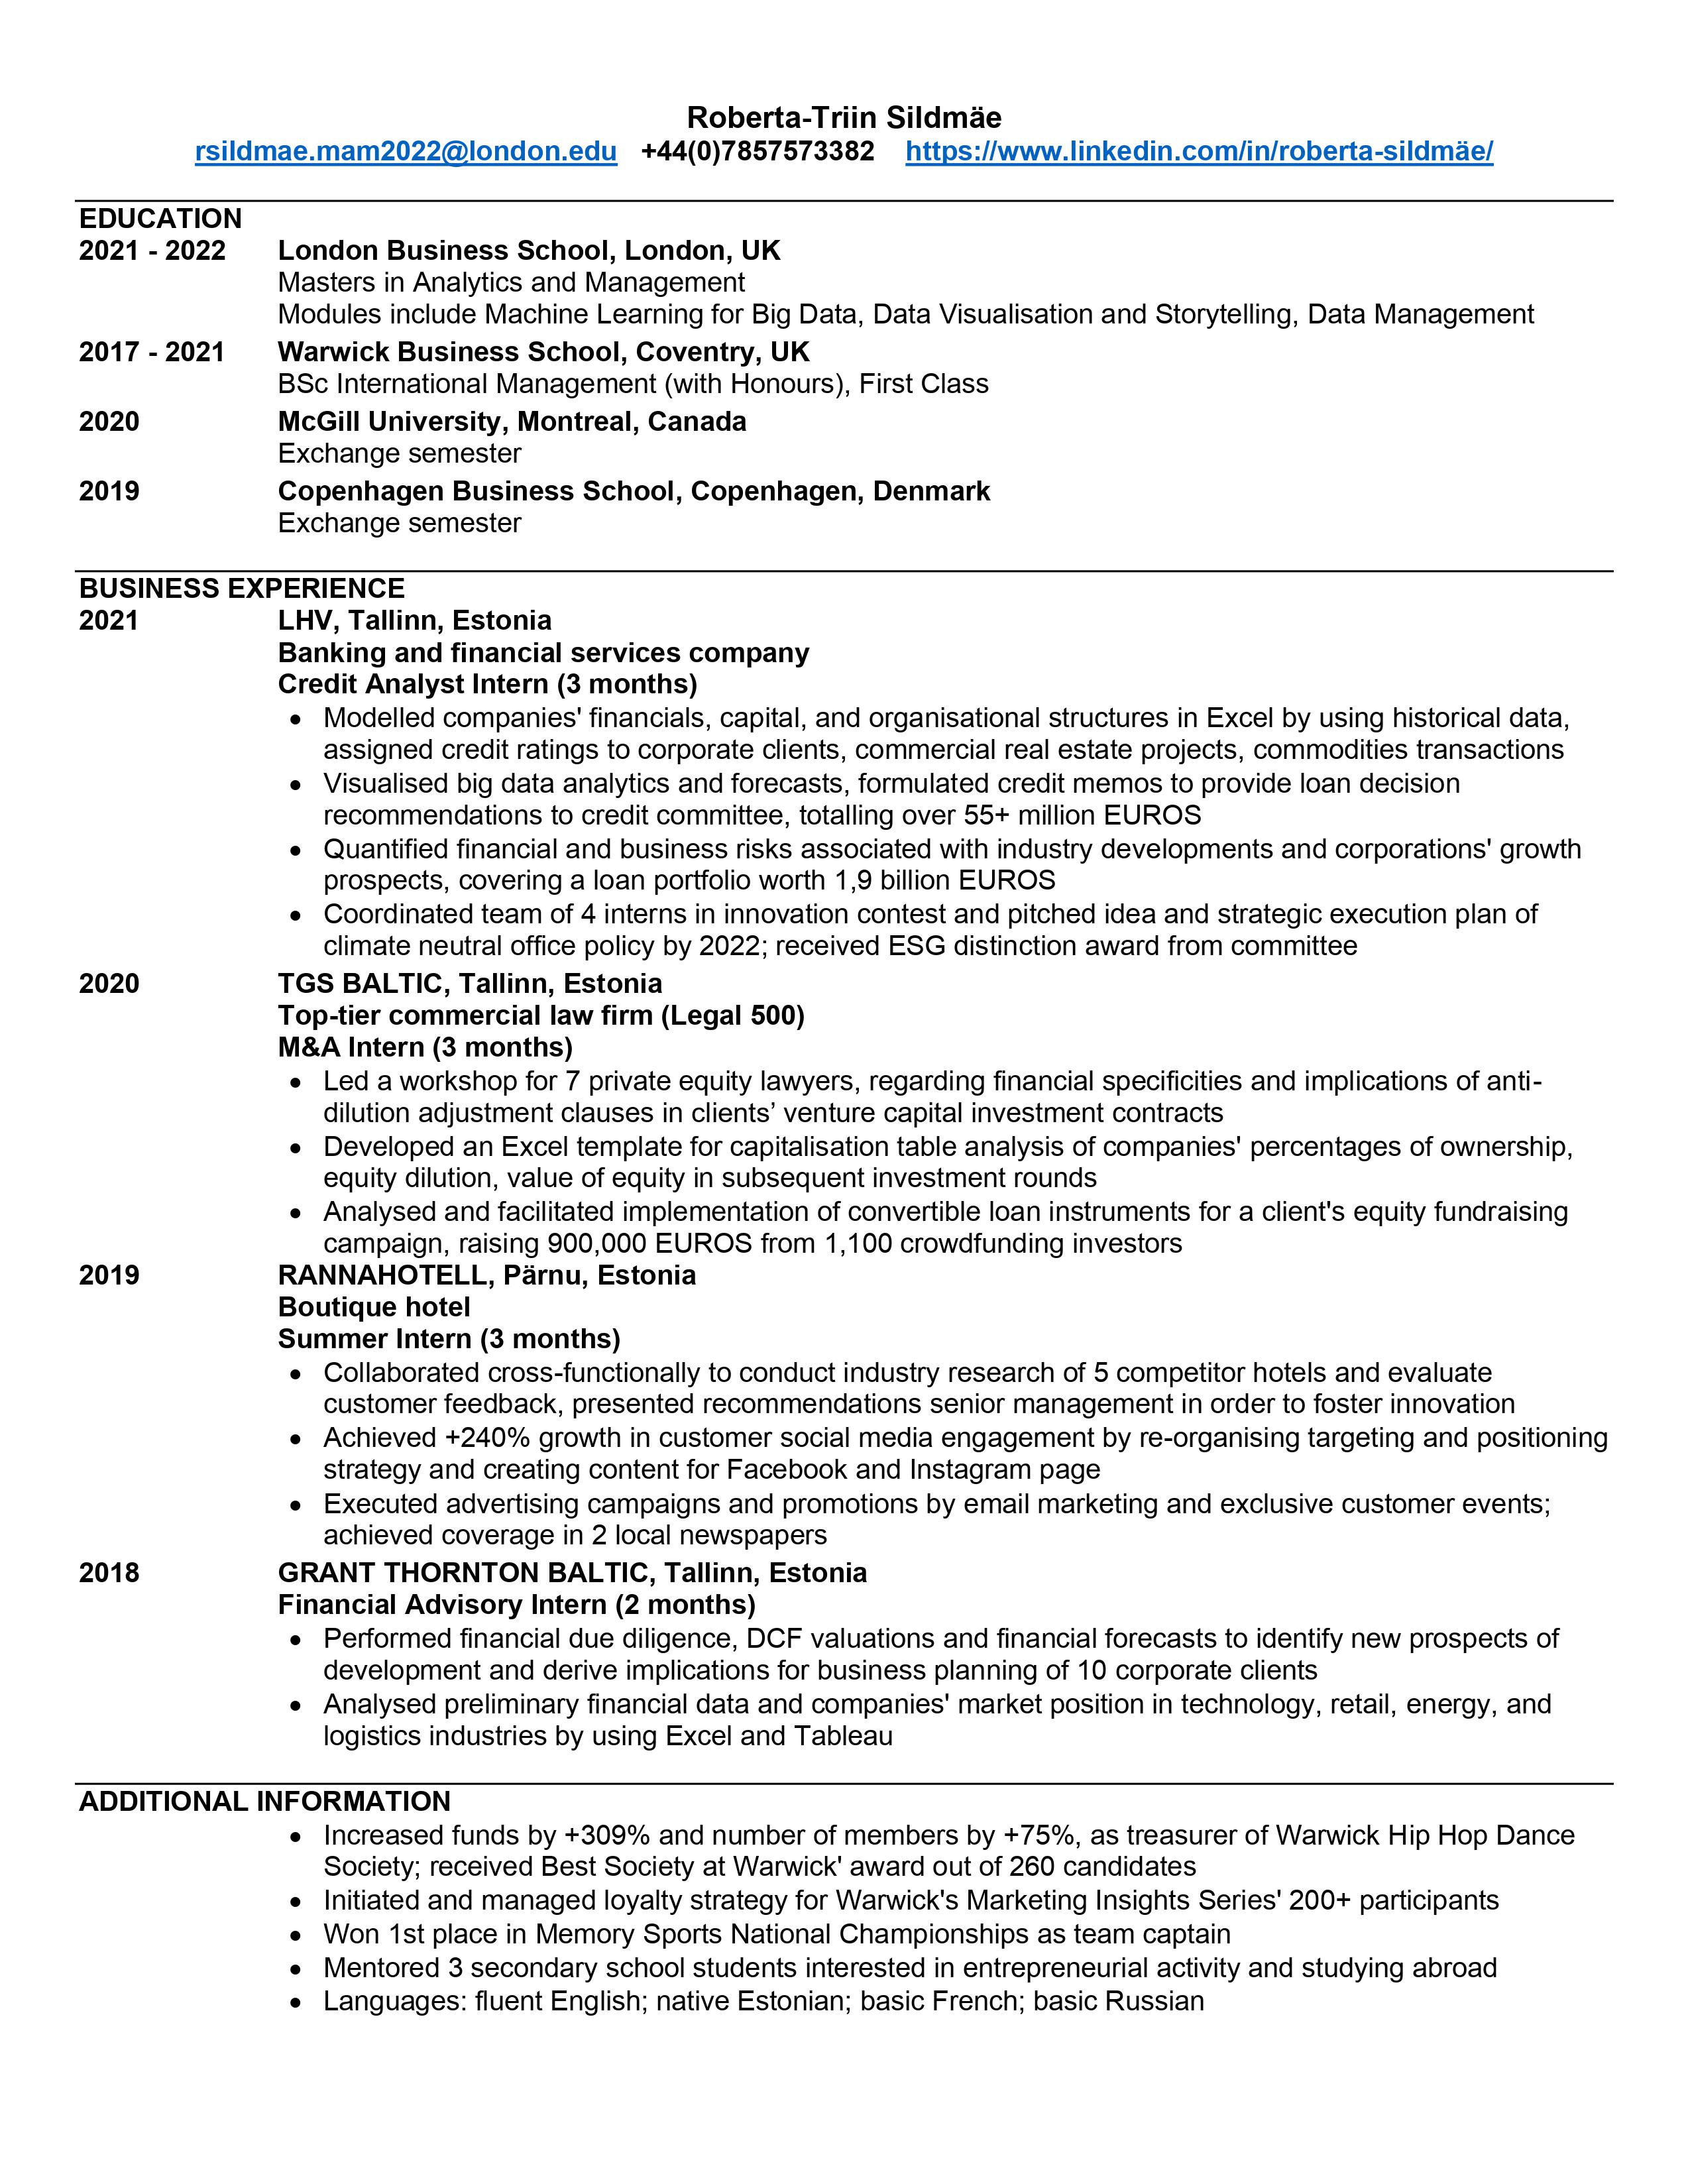 Roberta-Triin Sildmäe
rsildmae.mam2022@london.edu +44(0)7857573382 https://www.linkedin.com/in/roberta-sildmäe/
EDUCATION
2021 - 2022 London Business School, London, UK
Masters in Analytics and Management
Modules include Machine Learning for Big Data, Data Visualisation and Storytelling, Data Management
2017 - 2021 Warwick Business School, Coventry, UK
BSc International Management (with Honours), First Class
2020 McGill University, Montreal, Canada
Exchange semester
2019 Copenhagen Business School, Copenhagen, Denmark
Exchange semester
BUSINESS EXPERIENCE
2021 LHV, Tallinn, Estonia
Banking and financial services company
Credit Analyst Intern (3 months)
• Modelled companies' financials, capital, and organisational structures in Excel by using historical data,
assigned credit ratings to corporate clients, commercial real estate projects, commodities transactions
• Visualised big data analytics and forecasts, formulated credit memos to provide loan decision
recommendations to credit committee, totalling over 55+ million EUROS
• Quantified financial and business risks associated with industry developments and corporations' growth
prospects, covering a loan portfolio worth 1,9 billion EUROS
• Coordinated team of 4 interns in innovation contest and pitched idea and strategic execution plan of
climate neutral office policy by 2022; received ESG distinction award from committee
2020 TGS BALTIC, Tallinn, Estonia
Top-tier commercial law firm (Legal 500)
M&A Intern (3 months)
• Led a workshop for 7 private equity lawyers, regarding financial specificities and implications of anti-
dilution adjustment clauses in clients’ venture capital investment contracts
• Developed an Excel template for capitalisation table analysis of companies' percentages of ownership,
equity dilution, value of equity in subsequent investment rounds
• Analysed and facilitated implementation of convertible loan instruments for a client's equity fundraising
campaign, raising 900,000 EUROS from 1,100 crowdfunding investors
2019 RANNAHOTELL, Pärnu, Estonia
Boutique hotel
Summer Intern (3 months)
• Collaborated cross-functionally to conduct industry research of 5 competitor hotels and evaluate
customer feedback, presented recommendations senior management in order to foster innovation
• Achieved +240% growth in customer social media engagement by re-organising targeting and positioning
strategy and creating content for Facebook and Instagram page
• Executed advertising campaigns and promotions by email marketing and exclusive customer events;
achieved coverage in 2 local newspapers
2018 GRANT THORNTON BALTIC, Tallinn, Estonia
Financial Advisory Intern (2 months)
• Performed financial due diligence, DCF valuations and financial forecasts to identify new prospects of
development and derive implications for business planning of 10 corporate clients
• Analysed preliminary financial data and companies' market position in technology, retail, energy, and
logistics industries by using Excel and Tableau
ADDITIONAL INFORMATION
• Increased funds by +309% and number of members by +75%, as treasurer of Warwick Hip Hop Dance
Society; received Best Society at Warwick' award out of 260 candidates
• Initiated and managed loyalty strategy for Warwick's Marketing Insights Series' 200+ participants
• Won 1st place in Memory Sports National Championships as team captain
• Mentored 3 secondary school students interested in entrepreneurial activity and studying abroad
• Languages: fluent English; native Estonian; basic French; basic Russian